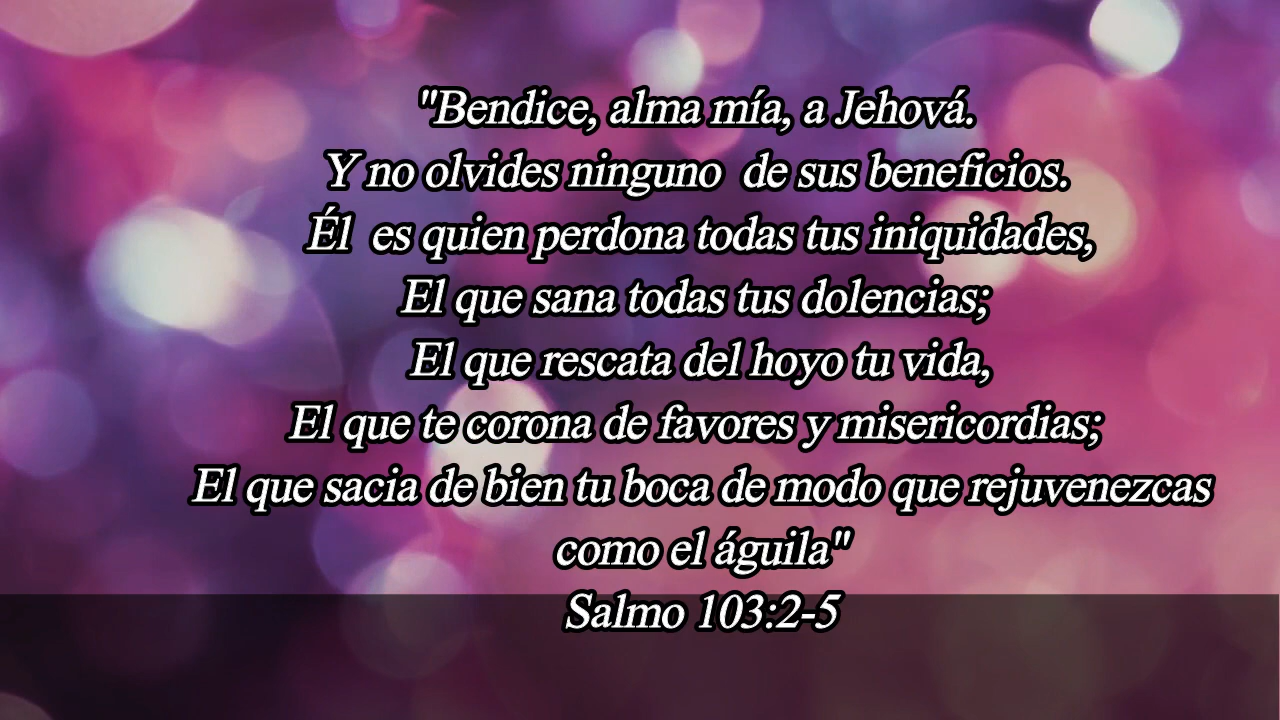 "Bendice, alma mía, a Jehová.
Y no olvides ninguno  de sus beneficios.
Él  es quien perdona todas tus iniquidades,
El que sana todas tus dolencias;
El que rescata del hoyo tu vida,
El que te corona de favores y misericordias;
El que sacia de bien tu boca de modo que rejuvenezcas
como el águila"
Salmo 103:2-5